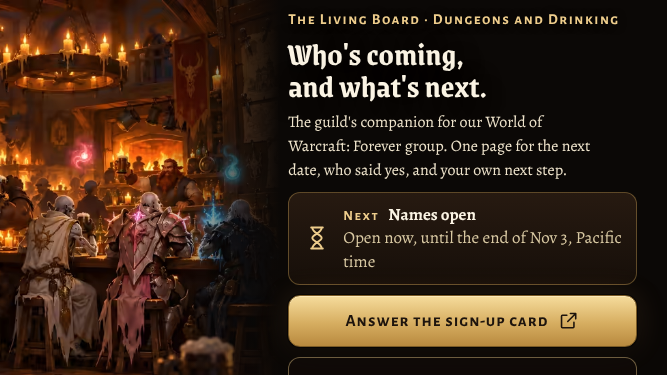 The Living Board · Dungeons and Drinking
Who's coming,
and what's next.
The guild's companion for our World of
Warcraft: Forever group. One page for the next
date, who said yes, and your own next step.
Next Names open
Open now, until the end of Nov 3, Pacific
time
Answer the sign-up card